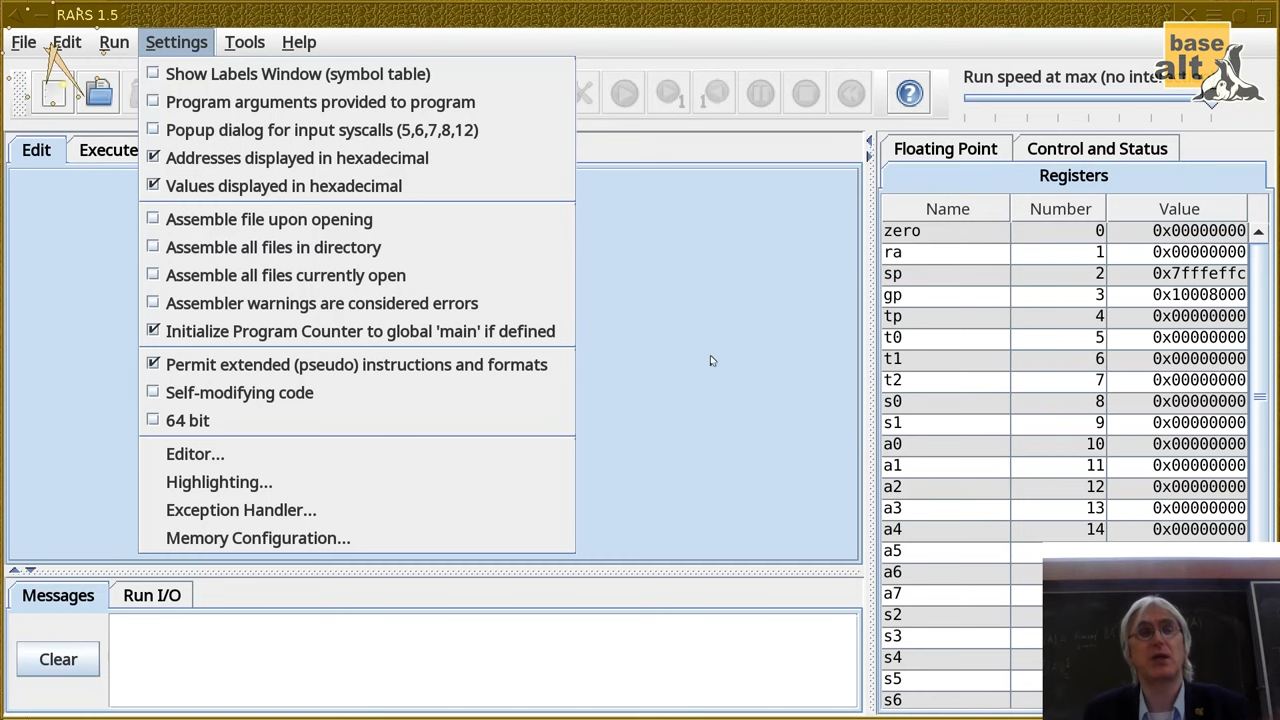 RARS 1.5
File Edit Run Settings Tools Help
base
alt
Run speed at max (no inter
Show Labels Window (symbol table)
Program arguments provided to program
Popup dialog for input syscalls (5,6,7,8,12)
Addresses displayed in hexadecimal
Values displayed in hexadecimal
Assemble file upon opening
Assemble all files in directory
Assemble all files currently open
Assembler warnings are considered errors
Initialize Program Counter to global 'main' if defined
Permit extended (pseudo) instructions and formats
Self-modifying code
64 bit
Editor...
Highlighting...
Exception Handler...
Memory Configuration...
Edit Execute
Messages Run I/O
Clear
Floating Point Control and Status
Registers
Name Number Value
zero 0 0x00000000
ra 1 0x00000000
sp 2 0x7fffeffc
gp 3 0x10008000
tp 4 0x00000000
t0 5 0x00000000
t1 6 0x00000000
t2 7 0x00000000
s0 8 0x00000000
s1 9 0x00000000
a0 10 0x00000000
a1 11 0x00000000
a2 12 0x00000000
a3 13 0x00000000
a4 14 0x00000000
a5
a6
a7
s2
s3
s4
s5
s6